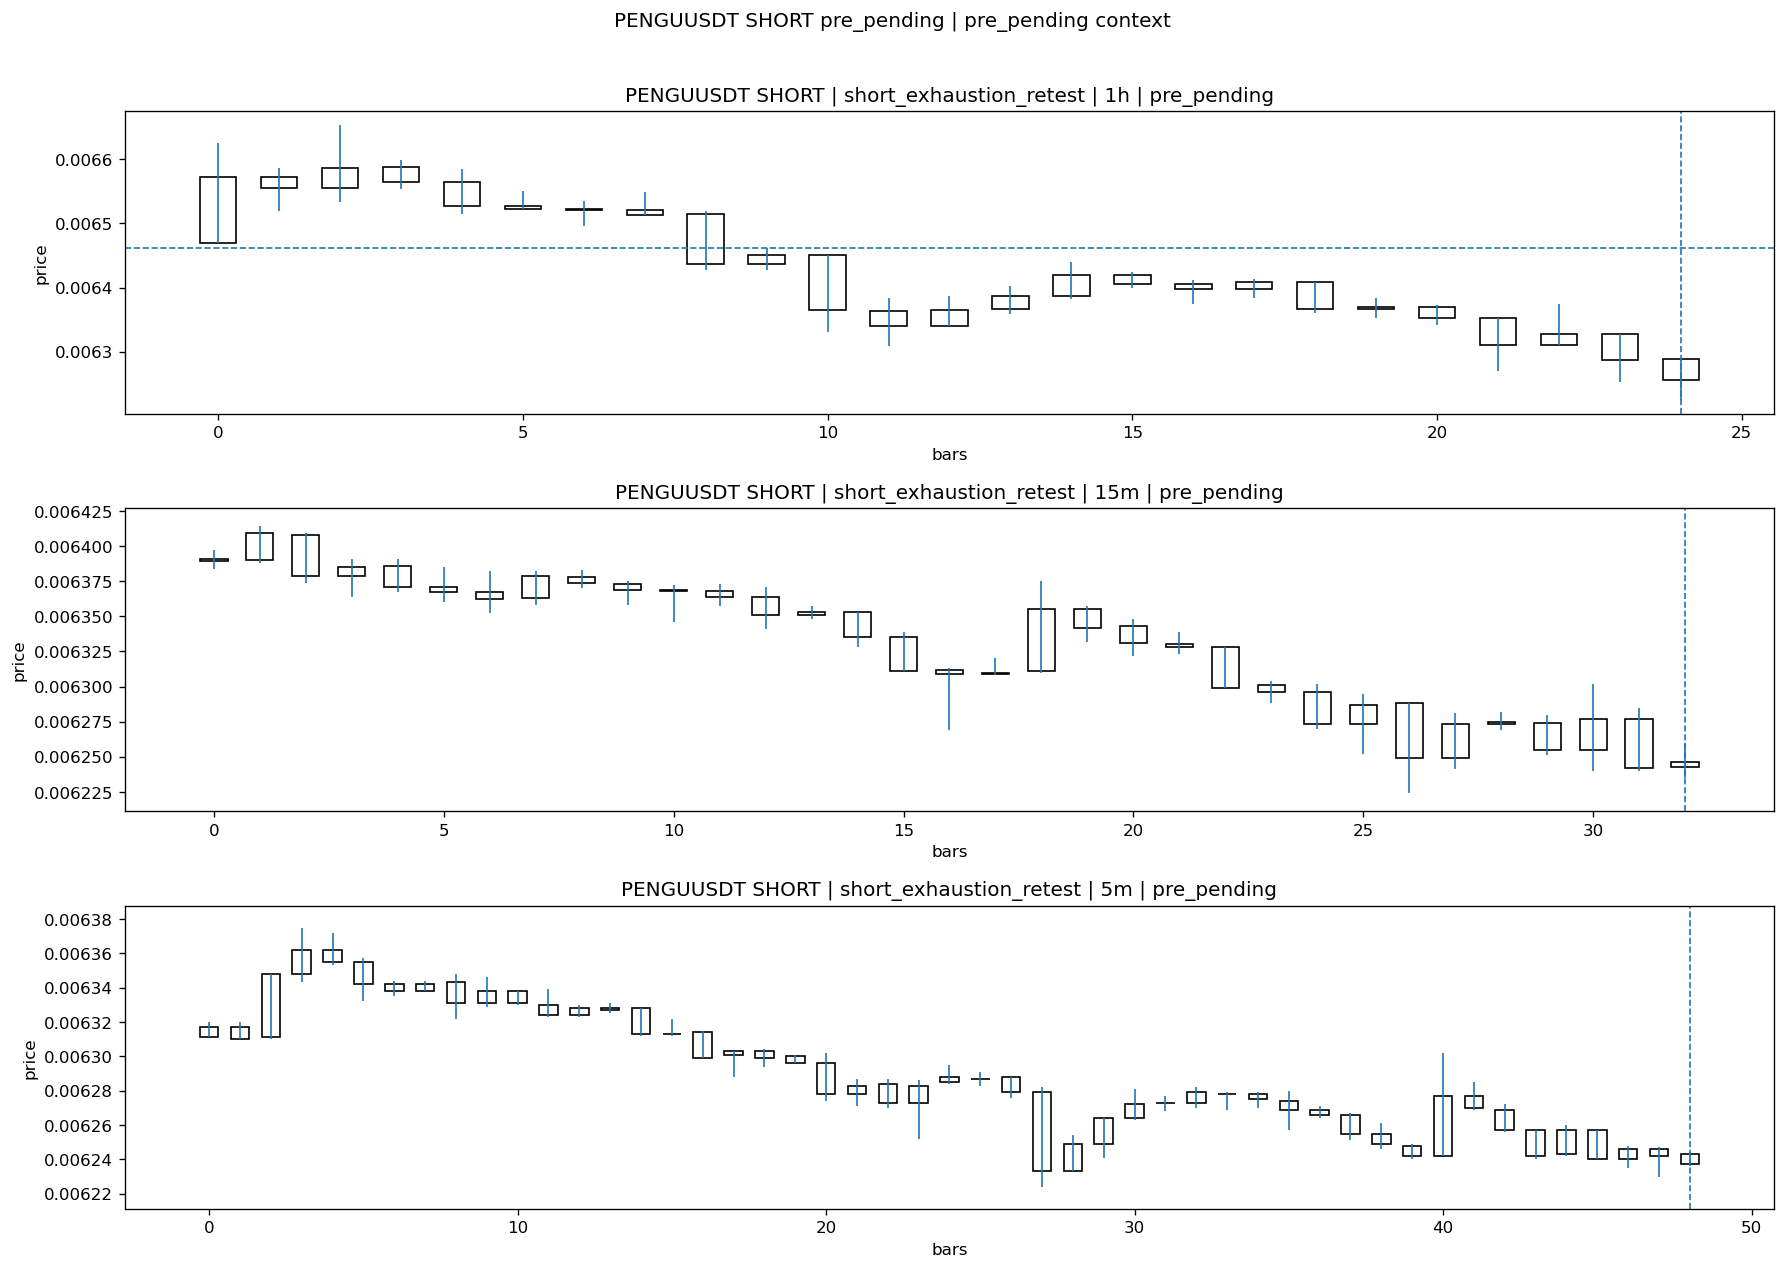 PENGUUSDT SHORT pre_pending | pre_pending context
PENGUUSDT SHORT | short_exhaustion_retest | 1h | pre_pending
0.0066
0.0065
0.0064
0.0063
price
0 5 10 15 20 25
bars
PENGUUSDT SHORT | short_exhaustion_retest | 15m | pre_pending
0.006425
0.006400
0.006375
0.006350
0.006325
0.006300
0.006275
0.006250
0.006225
price
0 5 10 15 20 25 30
bars
PENGUUSDT SHORT | short_exhaustion_retest | 5m | pre_pending
0.00638
0.00636
0.00634
0.00632
0.00630
0.00628
0.00626
0.00624
0.00622
price
0 10 20 30 40 50
bars